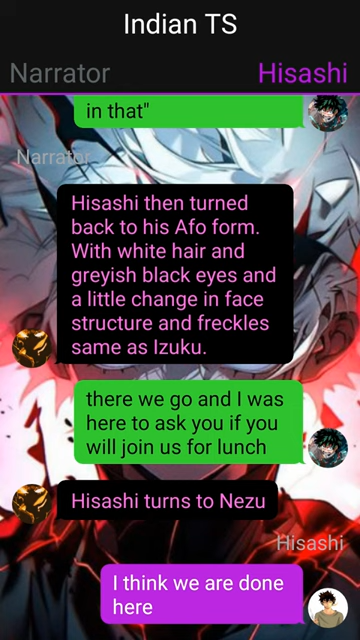 Indian TS
Narrator Hisashi
in that"
Narrator
Hisashi then turned
back to his Afo form.
With white hair and
greyish black eyes and
a little change in face
structure and freckles
same as Izuku.
there we go and I was
here to ask you if you
will join us for lunch
Hisashi turns to Nezu
Hisashi
I think we are done
here